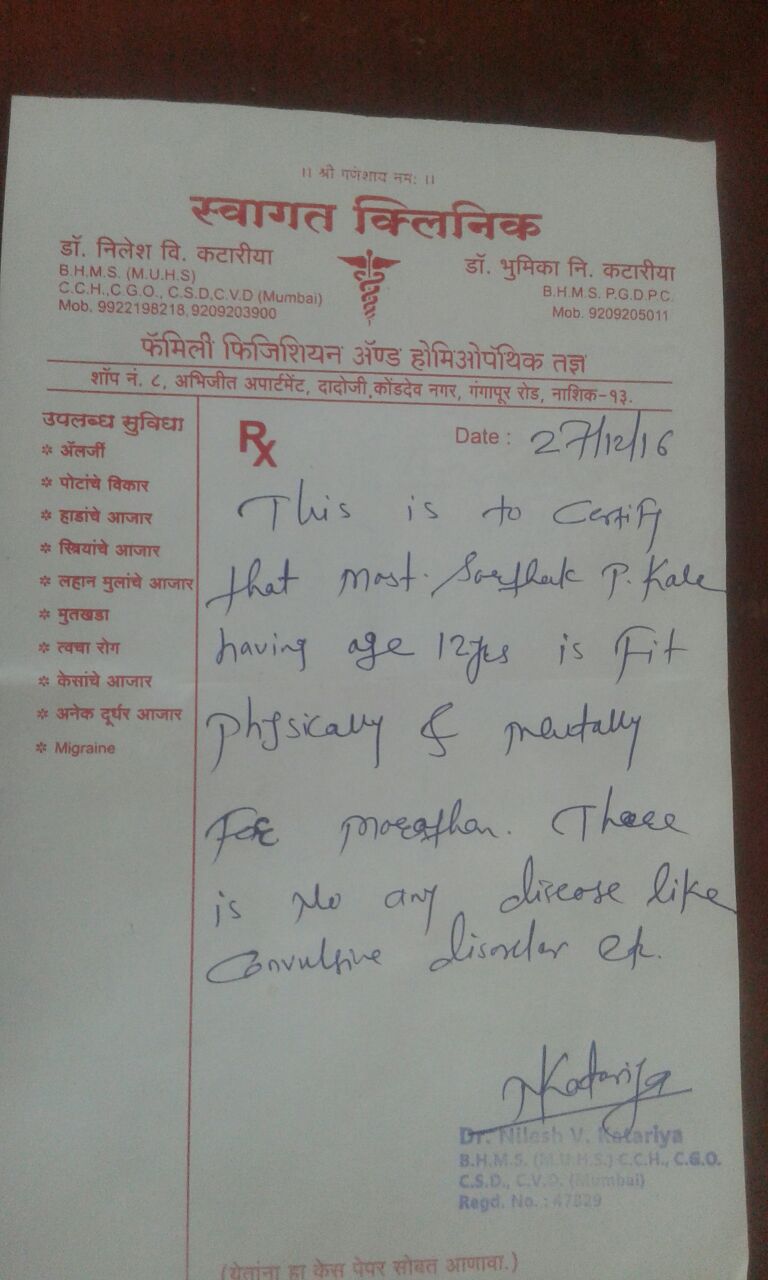 ।। श्री गणेशाय नमः ।।
स्वागत क्लिनिक
डॉ. निलेश वि. कटारीया
B.H.M.S. (M.U.H.S)
C.C.H.,C.G.O., C.S.D,C.V.D (Mumbai)
Mob. 9922198218,9209203900
डॉ. भुमिका नि. कटारीया
B.H.M.S. P.G.D.P.C.
Mob. 9209205011
फॅमिली फिजिशियन ॲण्ड होमिओपॅथिक तज्ञ
शॉप नं. ८, अभिजीत अपार्टमेंट, दादोजी कोंडदेव नगर, गंगापूर रोड, नाशिक-१३.
उपलब्ध सुविधा
* ॲलर्जी
* पोटांचे विकार
* हाडांचे आजार
* स्त्रियांचे आजार
* लहान मुलांचे आजार
* मुतखडा
* त्वचा रोग
* केसांचे आजार
* अनेक दूर्धर आजार
* Migraine
Rx
Date : 27/12/16
This is to certify
that mast. Sarthak P. Kale
having age 12yrs is Fit
physically & mentally
For marathon. There
is No any disease like
Convulsive disorder etc.
NKatariya
Dr. Nilesh V. Katariya
B.H.M.S. (M.U.H.S.) C.C.H., C.G.O.
C.S.D., C.V.D. (Mumbai)
Regd. No. : 47829
(येतांना हा केस पेपर सोबत आणावा.)